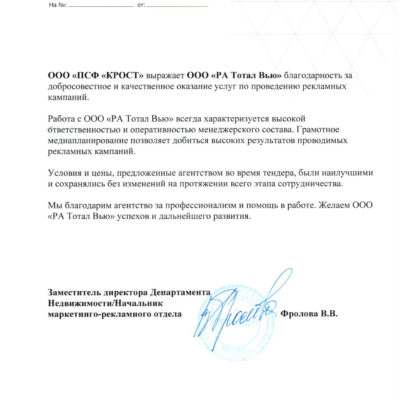 На №: от:
ООО «ПСФ «КРОСТ» выражает ООО «РА Тотал Вью» благодарность за
добросовестное и качественное оказание услуг по проведению рекламных
кампаний.
Работа с ООО «РА Тотал Вью» всегда характеризуется высокой
ответственностью и оперативностью менеджерского состава. Грамотное
медиапланирование позволяет добиться высоких результатов проводимых
рекламных кампаний.
Условия и цены, предложенные агентством во время тендера, были наилучшими
и сохранялись без изменений на протяжении всего этапа сотрудничества.
Мы благодарим агентство за профессионализм и помощь в работе. Желаем ООО
«РА Тотал Вью» успехов и дальнейшего развития.
Заместитель директора Департамента
Недвижимости/Начальник
маркетинго-рекламного отдела Фролова В.В.